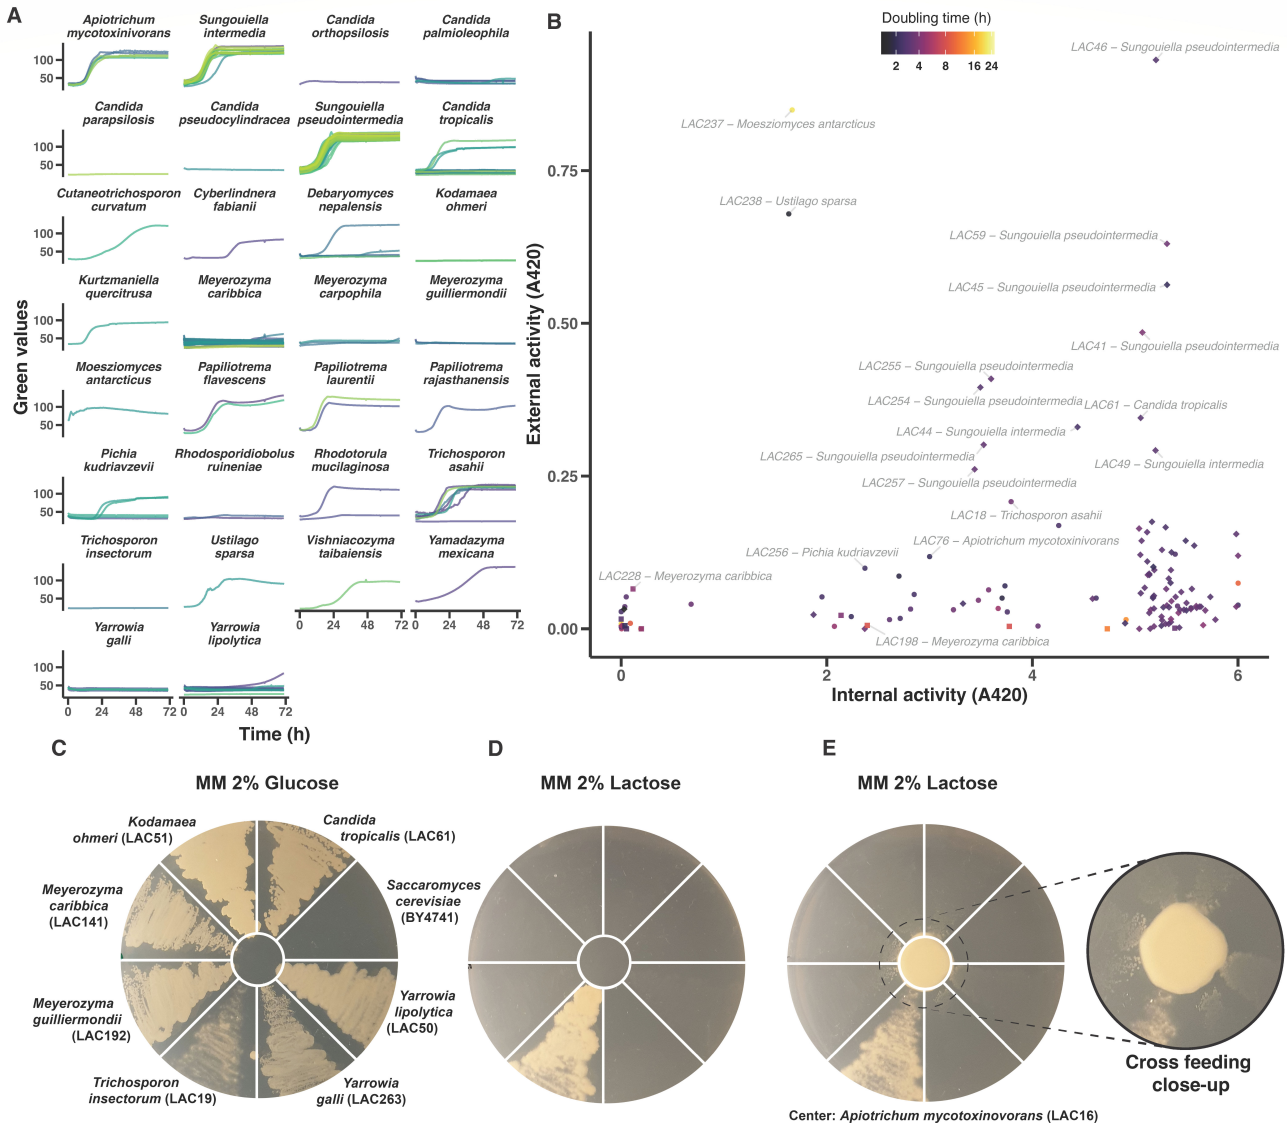 A
Apiotrichum
mycotoxinivorans
Sungouiella
intermedia
Candida
orthopsilosis
Candida
palmioleophila
100
50
Candida
parapsilosis
Candida
pseudocylindracea
Sungouiella
pseudointermedia
Candida
tropicalis
100
50
Cutaneotrichosporon
curvatum
Cyberlindnera
fabianii
Debaryomyces
nepalensis
Kodamaea
ohmeri
100
50
Kurtzmaniella
quercitrusa
Meyerozyma
caribbica
Meyerozyma
carpophila
Meyerozyma
guilliermondii
100
50
Moesziomyces
antarcticus
Papiliotrema
flavescens
Papiliotrema
laurentii
Papiliotrema
rajasthanensis
100
50
Pichia
kudriavzevii
Rhodosporidiobolus
ruineniae
Rhodotorula
mucilaginosa
Trichosporon
asahii
100
50
Trichosporon
insectorum
Ustilago
sparsa
Vishniacozyma
taibaiensis
Yamadazyma
mexicana
100
50
0 24 48 72 0 24 48 72
Yarrowia
galli
Yarrowia
lipolytica
100
50
0 24 48 72 0 24 48 72
Green values
Time (h)
B
Doubling time (h)
2 4 8 16 24
LAC46 – Sungouiella pseudointermedia
LAC237 – Moesziomyces antarcticus
0.75
LAC238 – Ustilago sparsa
LAC59 – Sungouiella pseudointermedia
LAC45 – Sungouiella pseudointermedia
0.50
LAC41 – Sungouiella pseudointermedia
LAC255 – Sungouiella pseudointermedia
LAC254 – Sungouiella pseudointermedia
LAC61 – Candida tropicalis
LAC44 – Sungouiella intermedia
LAC265 – Sungouiella pseudointermedia
LAC49 – Sungouiella intermedia
0.25
LAC257 – Sungouiella pseudointermedia
LAC18 – Trichosporon asahii
LAC76 – Apiotrichum mycotoxinivorans
LAC256 – Pichia kudriavzevii
LAC228 – Meyerozyma caribbica
0.00
LAC198 – Meyerozyma caribbica
0 2 4 6
External activity (A420)
Internal activity (A420)
C
MM 2% Glucose
Kodamaea
ohmeri (LAC51)
Candida
tropicalis (LAC61)
Meyerozyma
caribbica
(LAC141)
Saccaromyces
cerevisiae
(BY4741)
Meyerozyma
guilliermondii
(LAC192)
Yarrowia
lipolytica
(LAC50)
Trichosporon
insectorum (LAC19)
Yarrowia
galli (LAC263)
D
MM 2% Lactose
E
MM 2% Lactose
Cross feeding
close-up
Center: Apiotrichum mycotoxinovorans (LAC16)